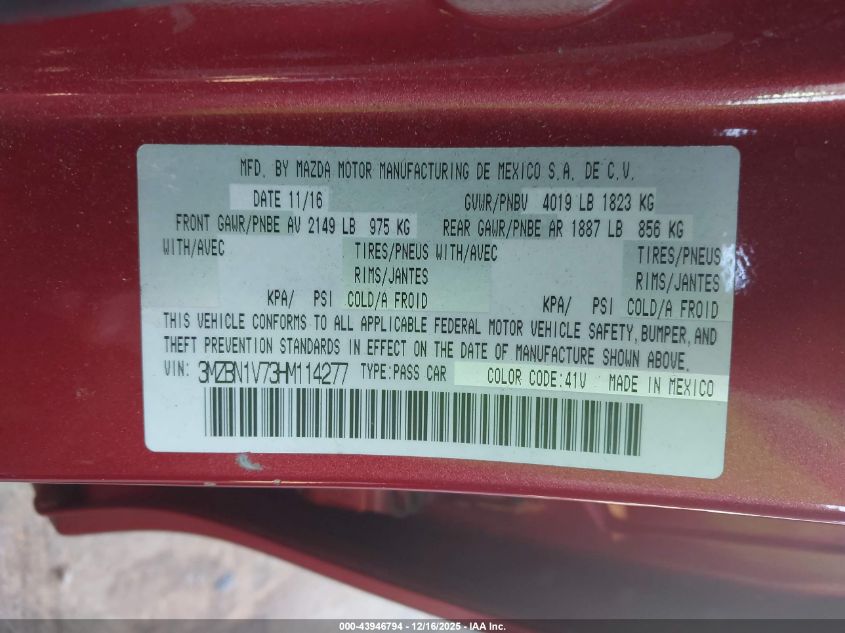 MFD. BY MAZDA MOTOR MANUFACTURING DE MEXICO S.A. DE C.V.
DATE 11/16 GVWR/PNBV 4019 LB 1823 KG
FRONT GAWR/PNBE AV 2149 LB 975 KG REAR GAWR/PNBE AR 1887 LB 856 KG
WITH/AVEC TIRES/PNEUS WITH/AVEC TIRES/PNEUS
RIMS/JANTES RIMS/JANTES
KPA/ PSI COLD/A FROID KPA/ PSI COLD/A FROID
THIS VEHICLE CONFORMS TO ALL APPLICABLE FEDERAL MOTOR VEHICLE SAFETY, BUMPER, AND
THEFT PREVENTION STANDARDS IN EFFECT ON THE DATE OF MANUFACTURE SHOWN ABOVE.
VIN: 3MZBN1V73HM114277 TYPE:PASS CAR COLOR CODE:41V MADE IN MEXICO
000-43946794 - 12/16/2025 - IAA Inc.